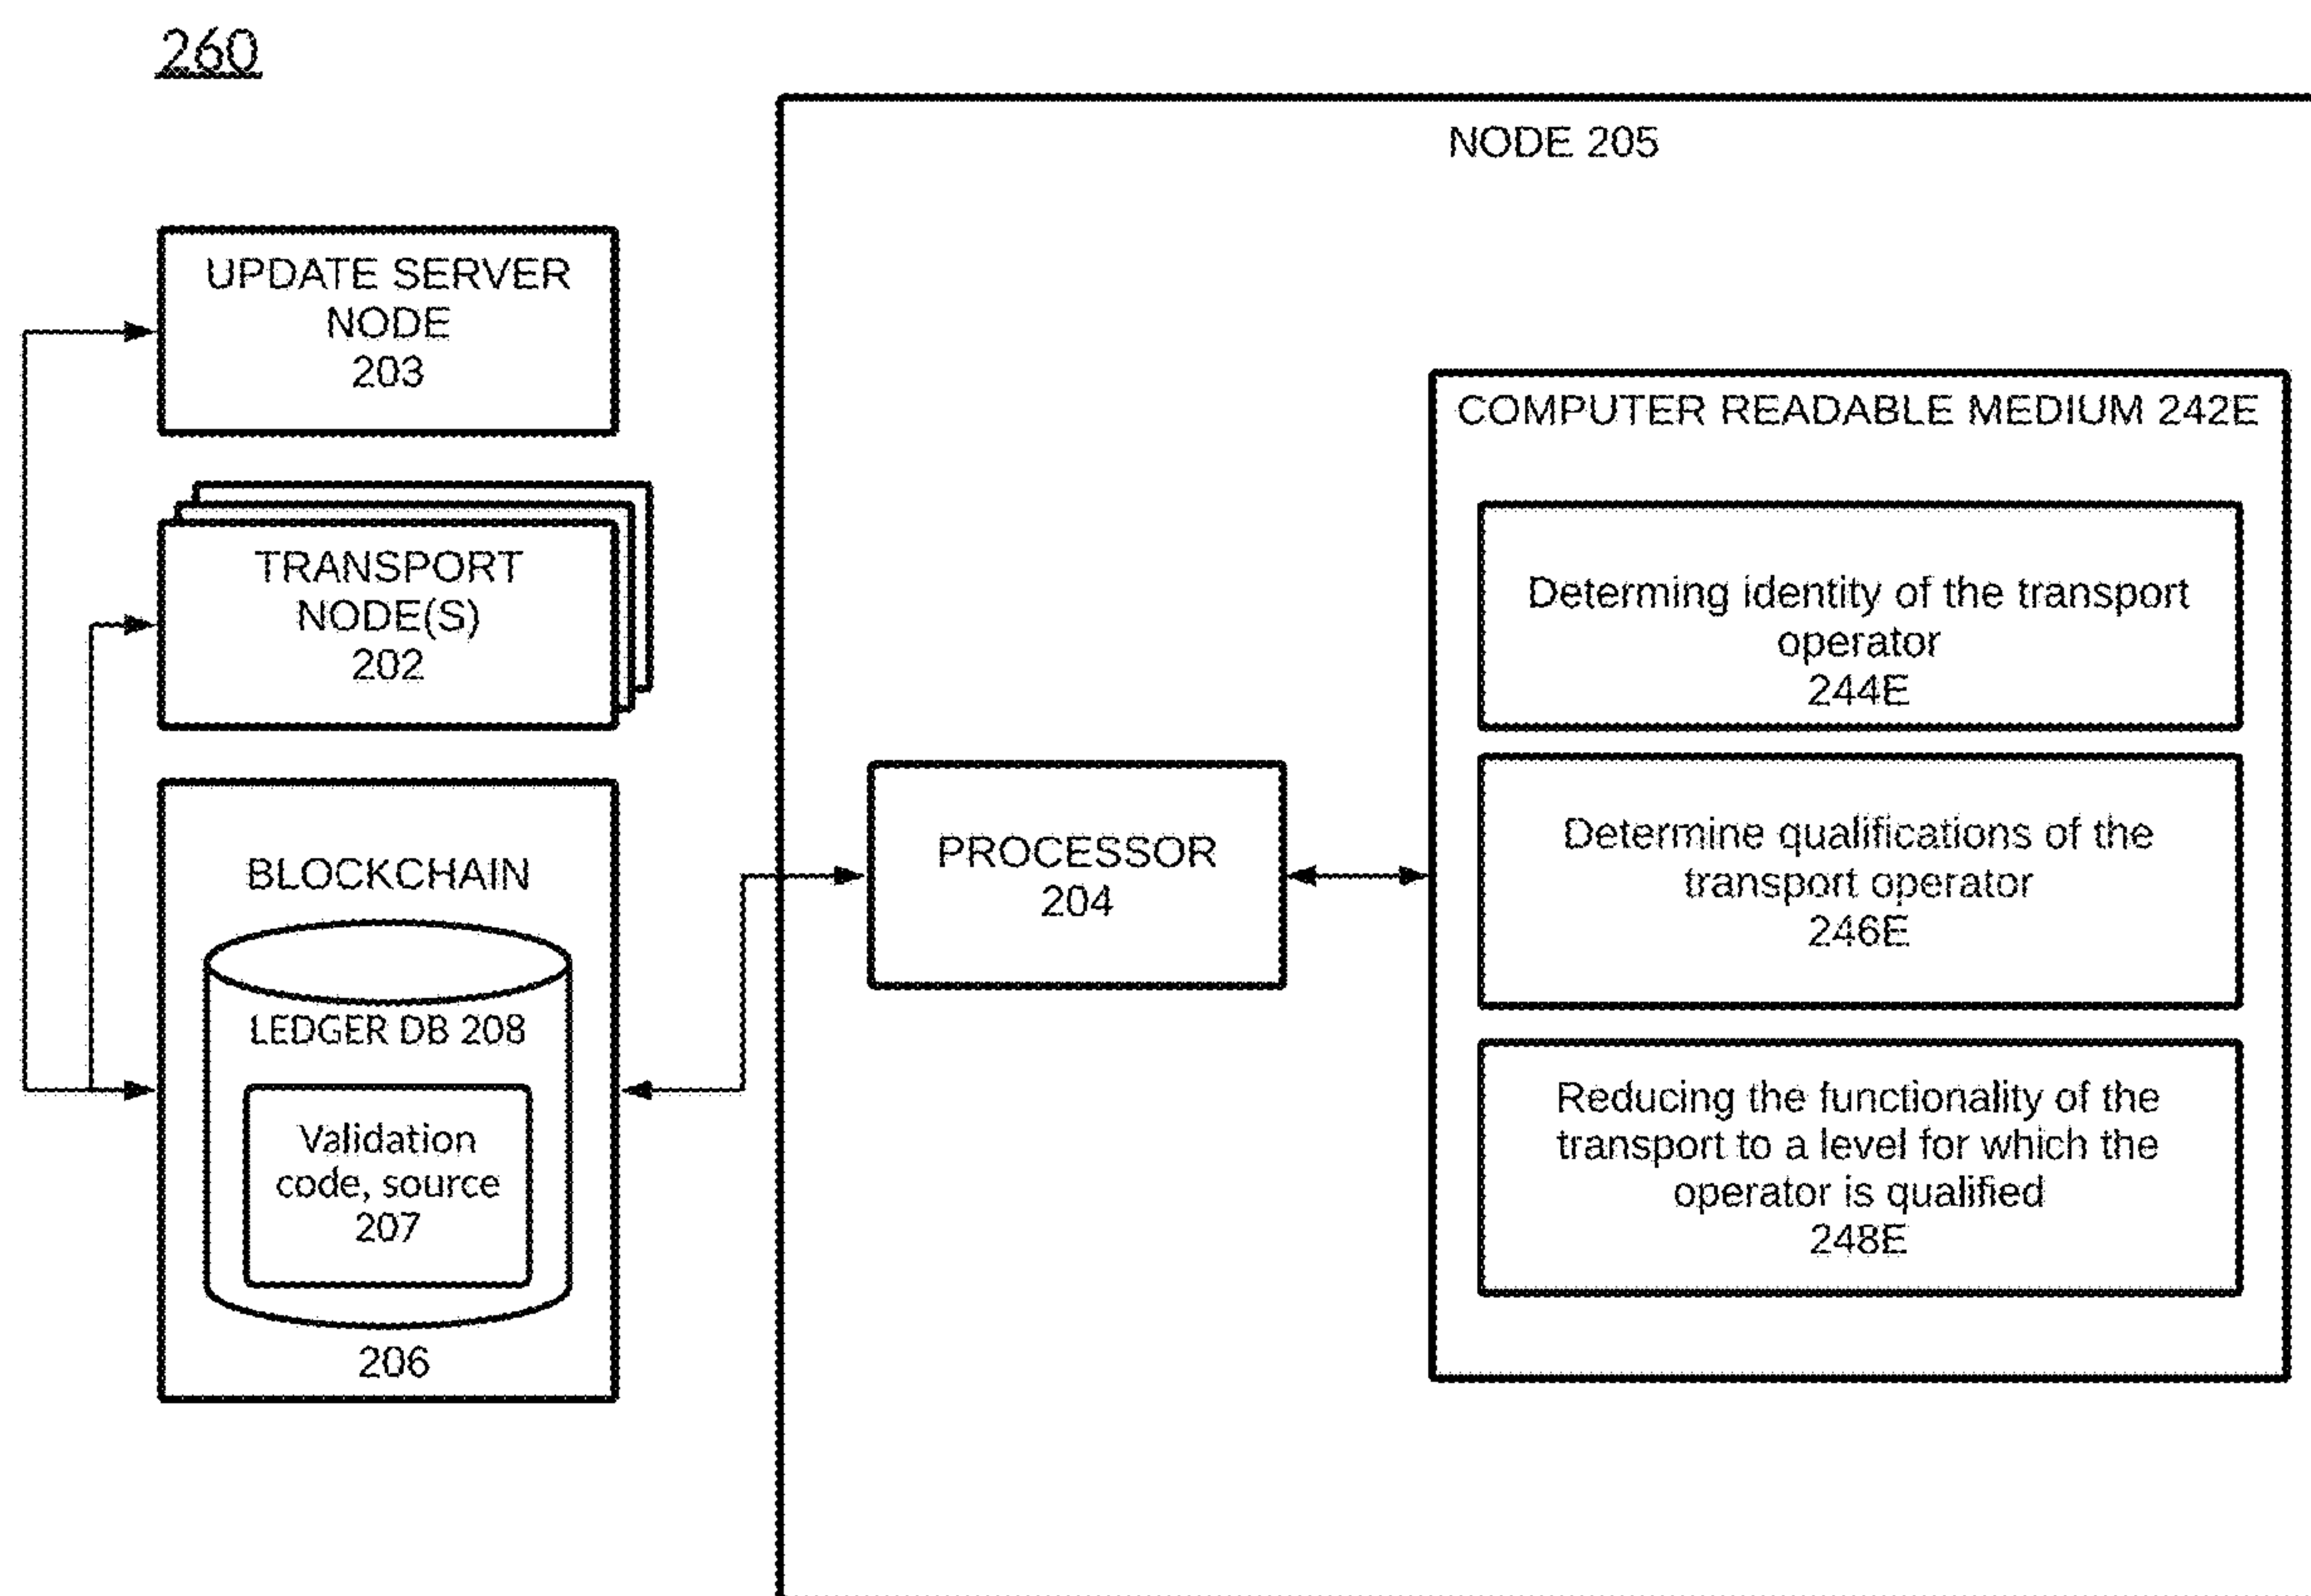 260
NODE 205
UPDATE SERVER
NODE
203
TRANSPORT
NODE(S)
202
BLOCKCHAIN
LEDGER DB 208
Validation
code, source
207
206
PROCESSOR
204
COMPUTER READABLE MEDIUM 242E
Determing identity of the transport
operator
244E
Determine qualifications of the
transport operator
246E
Reducing the functionality of the
transport to a level for which the
operator is qualified
248E